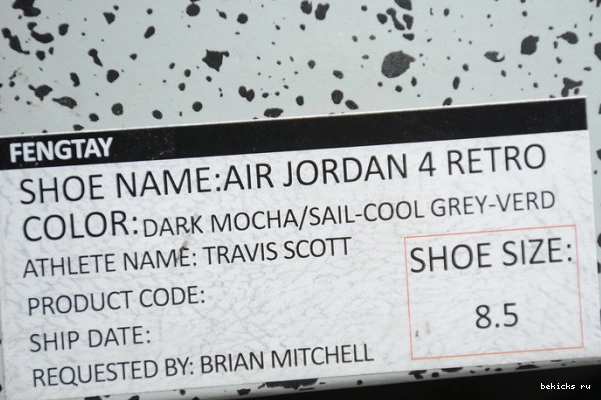 FENGTAY
SHOE NAME:AIR JORDAN 4 RETRO
COLOR:DARK MOCHA/SAIL-COOL GREY-VERD
ATHLETE NAME: TRAVIS SCOTT
PRODUCT CODE:
SHIP DATE:
REQUESTED BY: BRIAN MITCHELL
SHOE SIZE:
8.5
bekicks ru